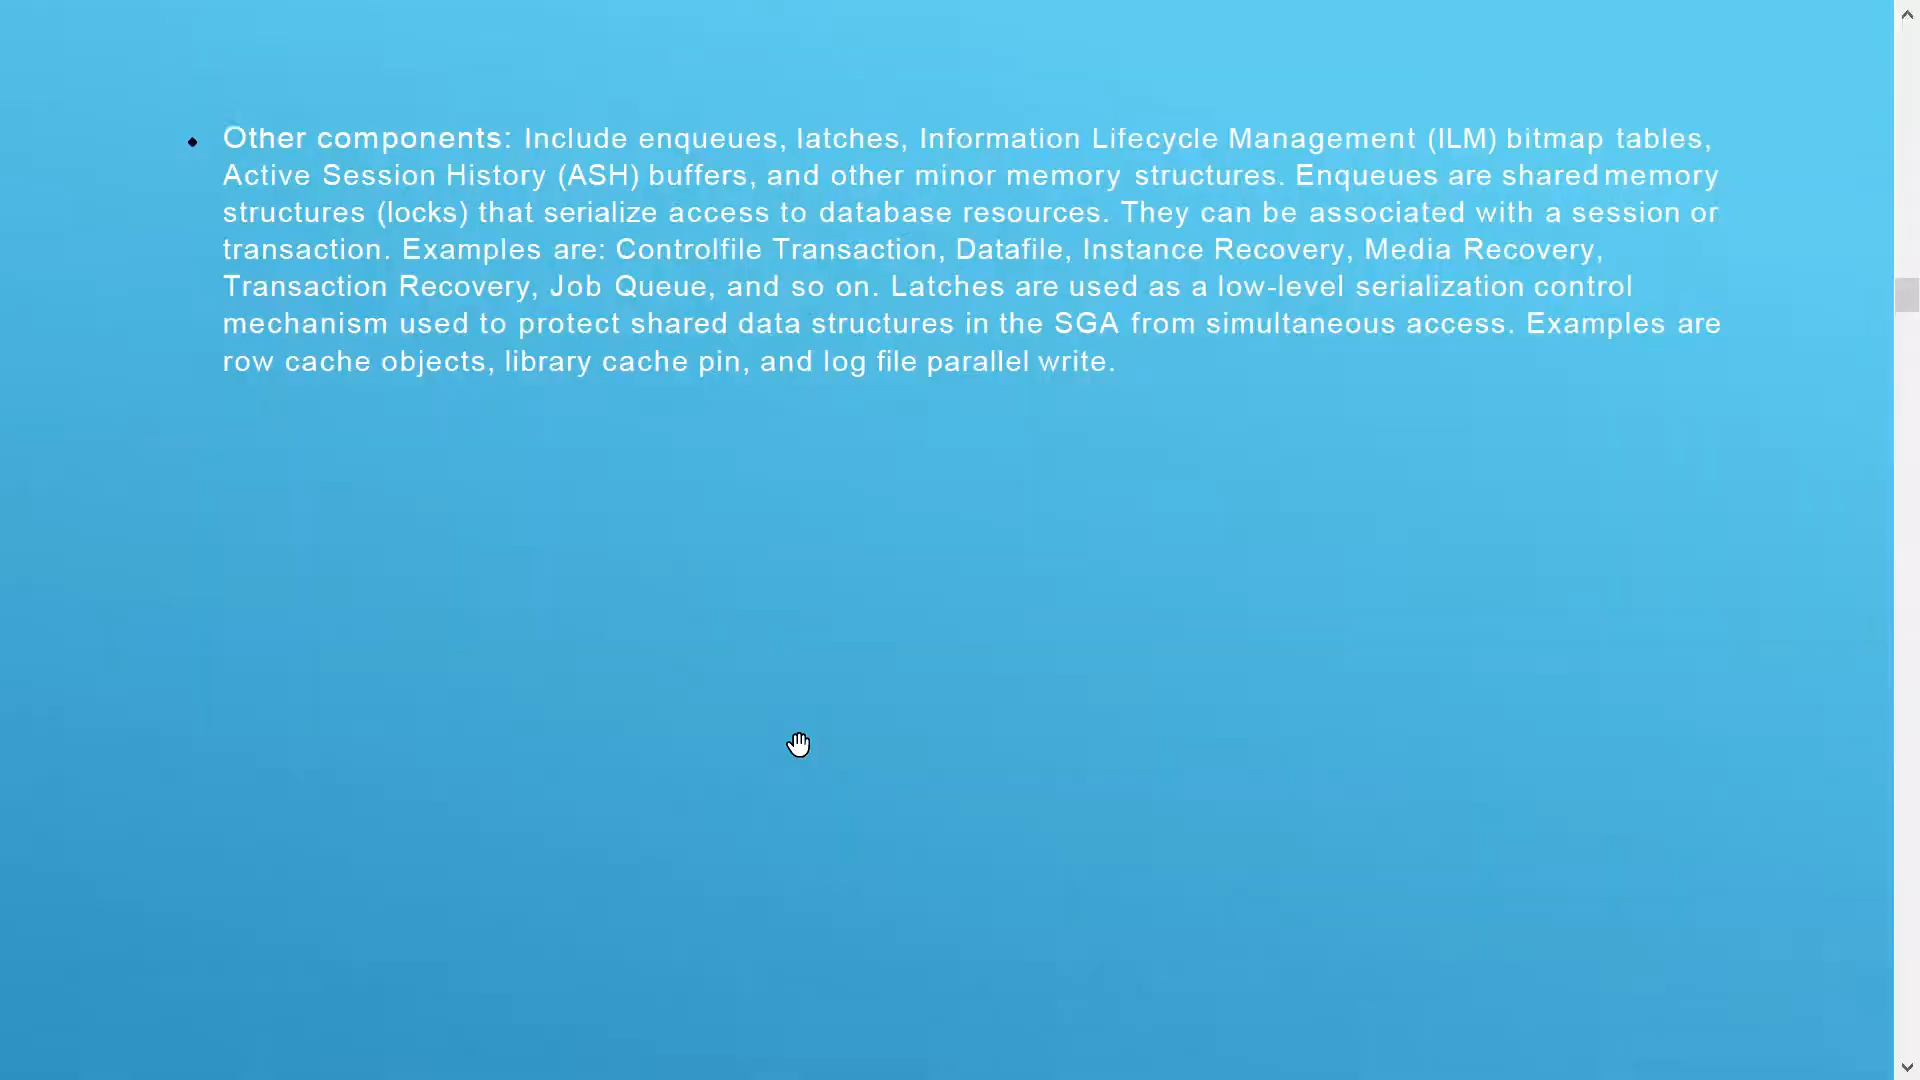 Other components: Include enqueues, latches, Information Lifecycle Management (ILM) bitmap tables,
Active Session History (ASH) buffers, and other minor memory structures. Enqueues are shared memory
structures (locks) that serialize access to database resources. They can be associated with a session or
transaction. Examples are: Controlfile Transaction, Datafile, Instance Recovery, Media Recovery,
Transaction Recovery, Job Queue, and so on. Latches are used as a low-level serialization control
mechanism used to protect shared data structures in the SGA from simultaneous access. Examples are
row cache objects, library cache pin, and log file parallel write.